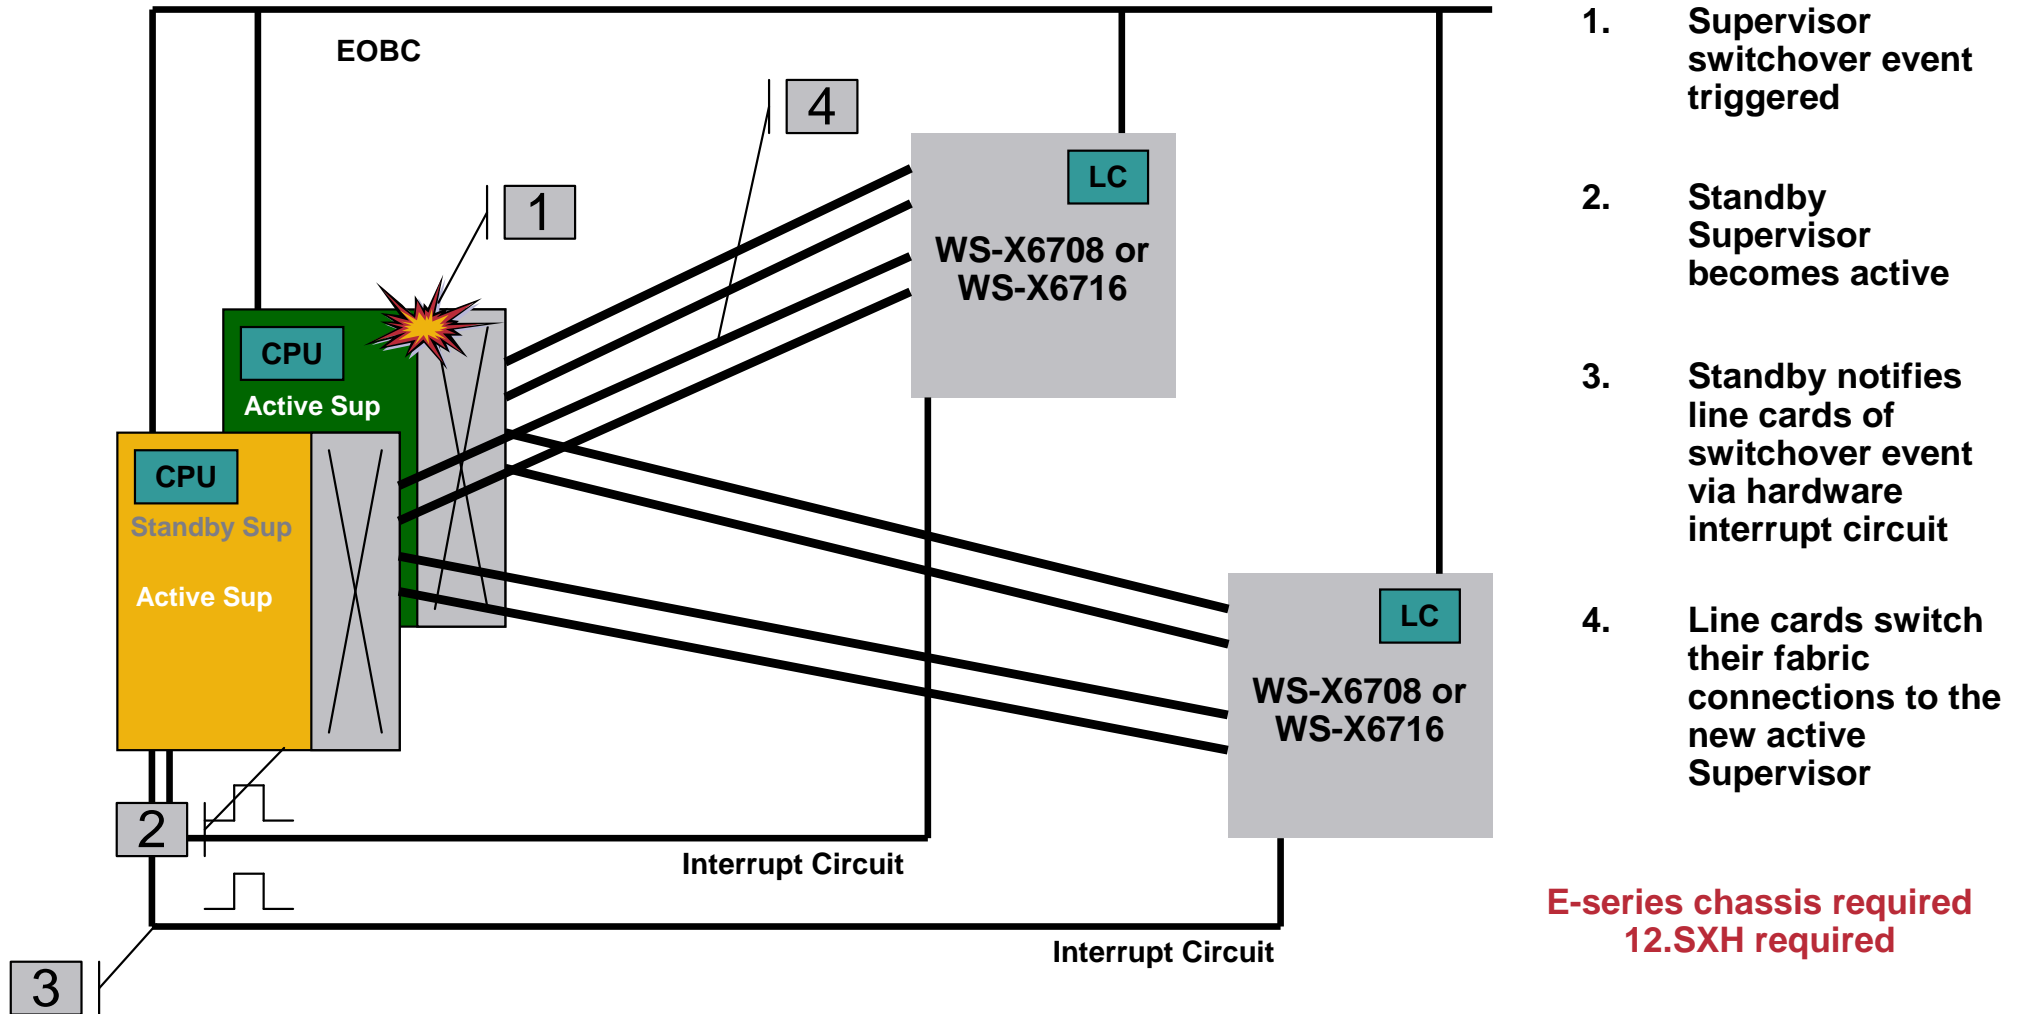 EOBC
4
1
LC
WS-X6708 or
WS-X6716
CPU
Active Sup
CPU
Standby Sup
Active Sup
LC
WS-X6708 or
WS-X6716
2
Interrupt Circuit
Interrupt Circuit
3
1. Supervisor
switchover event
triggered
2. Standby
Supervisor
becomes active
3. Standby notifies
line cards of
switchover event
via hardware
interrupt circuit
4. Line cards switch
their fabric
connections to the
new active
Supervisor
E-series chassis required
12.SXH required